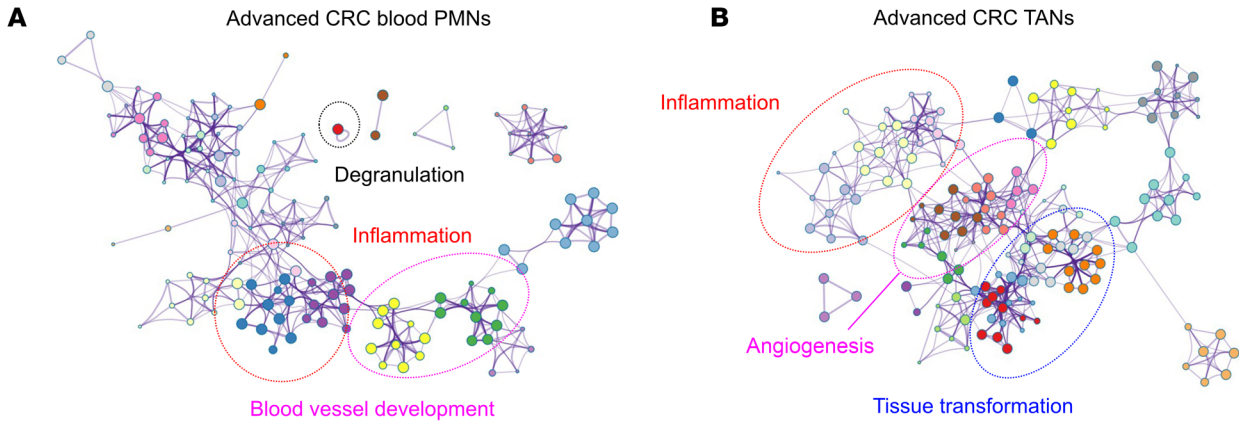 A
Advanced CRC blood PMNs
Degranulation
Inflammation
Blood vessel development
B
Advanced CRC TANs
Inflammation
Angiogenesis
Tissue transformation